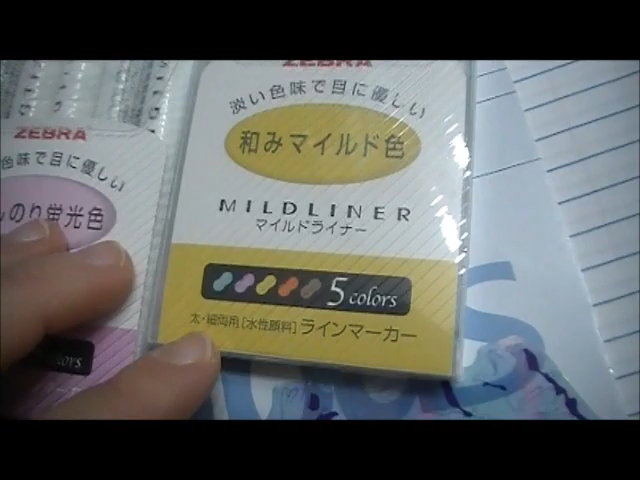 ZEBRA
淡い色味で目に優しい
和みマイルド色
MILDLINER
マイルドライナー
5 colors
太・細両用[水性顔料]ラインマーカー
ZEBRA
色味で目に優しい
のり蛍光色